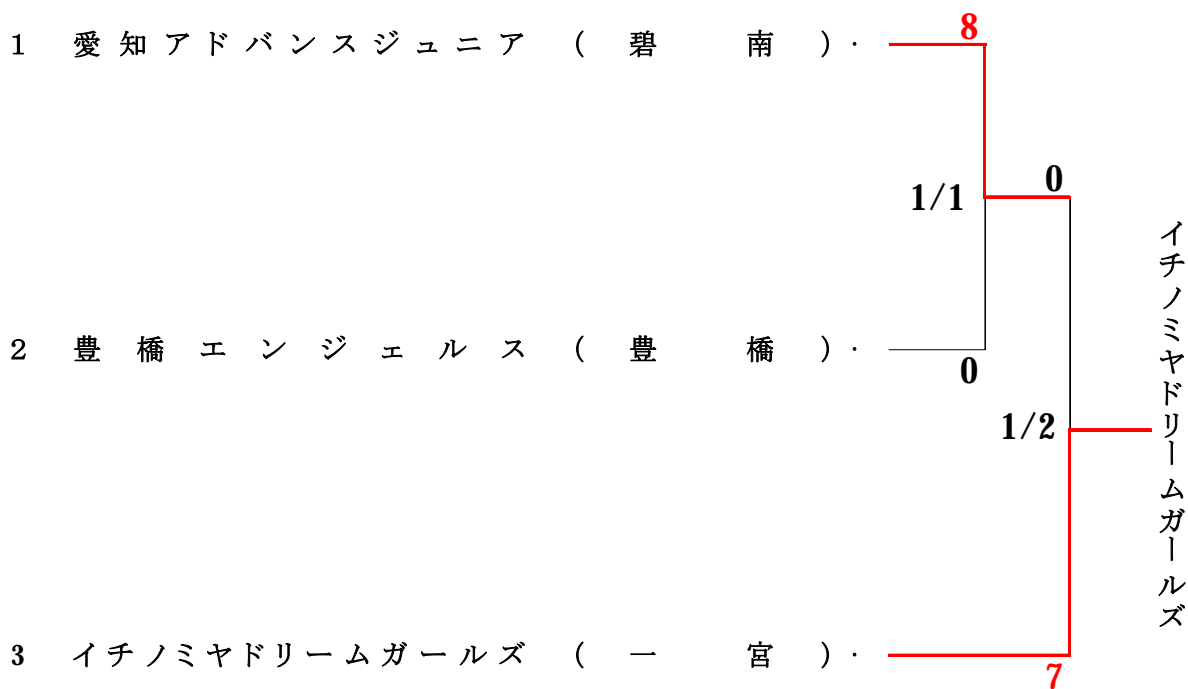 8
1 愛知アドバンスジュニア ( 碧 南 ) ·
0
1/1
2 豊橋エンジェルス ( 豊 橋 ) ·
0
1/2
イチノミヤドリームガールズ
3 イチノミヤドリームガールズ ( 一 宮 ) ·
7